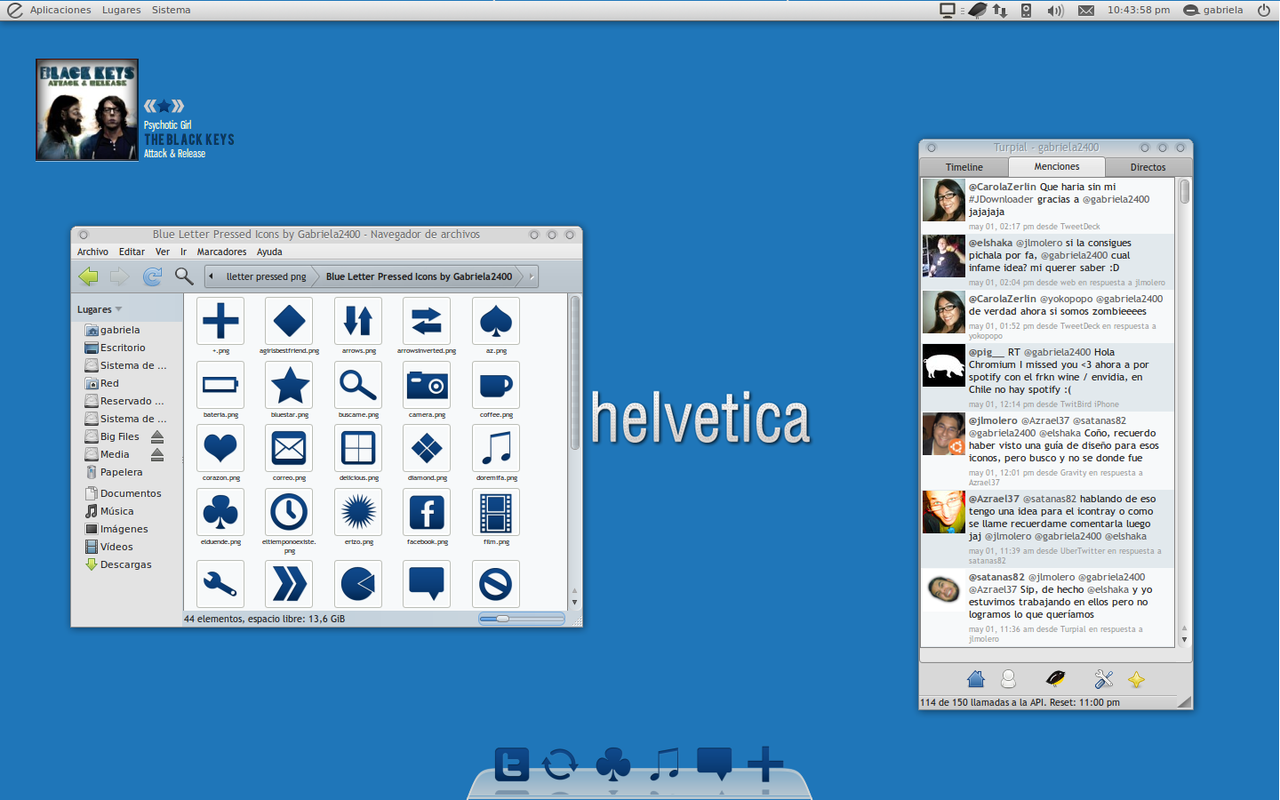 Aplicaciones Lugares Sistema
10:43:58 pm gabriela
BLACK KEYS
ATTACK & RELEASE
Psychotic Girl
THE BLACK KEYS
Attack & Release
Blue Letter Pressed Icons by Gabriela2400 - Navegador de archivos
Archivo Editar Ver Ir Marcadores Ayuda
lletter pressed png Blue Letter Pressed Icons by Gabriela2400
Lugares
gabriela
Escritorio
Sistema de ...
Red
Reservado ...
Sistema de ...
Big Files
Media
Papelera
Documentos
Música
Imágenes
Vídeos
Descargas
+.png agirlsbestfriend.png arrows.png arrowsinverted.png az.png
bateria.png bluestar.png buscame.png camera.png coffee.png
corazon.png correo.png delicious.png diamond.png doremifa.png
elduende.png eltiemponoexiste.png erizo.png facebook.png film.png
44 elementos, espacio libre: 13,6 GiB
helvetica
Turpial - gabriela2400
Timeline Menciones Directos
@CarolaZerlin Que haria sin mi
#JDownloader gracias a @gabriela2400
jajajaja
may 01, 02:17 pm desde TweetDeck
@elshaka @jlmolero si la consigues
pichala por fa, @gabriela2400 cual
infame idea? mi querer saber :D
may 01, 02:04 pm desde web en respuesta a jlmolero
@CarolaZerlin @yokopopo @gabriela2400
de verdad ahora si somos zombieeees
may 01, 01:52 pm desde TweetDeck en respuesta a
yokopopo
@pig__ RT @gabriela2400 Hola
Chromium I missed you <3 ahora a por
spotify con el frkn wine / envidia, en
Chile no hay spotify :(
may 01, 12:14 pm desde TwitBird iPhone
@jlmolero @Azrael37 @satanas82
@gabriela2400 @elshaka Coño, recuerdo
haber visto una guía de diseño para esos
iconos, pero busco y no se donde fue
may 01, 12:01 pm desde Gravity en respuesta a
Azrael37
@Azrael37 @satanas82 hablando de eso
tengo una idea para el icontray o como
se llame recuerdame comentarla luego
jaj @jlmolero @gabriela2400 @elshaka
may 01, 11:39 am desde UberTwitter en respuesta a
satanas82
@satanas82 @jlmolero @gabriela2400
@Azrael37 Sip, de hecho @elshaka y yo
estuvimos trabajando en ellos pero no
logramos lo que queríamos
may 01, 11:36 am desde Turpial en respuesta a
jlmolero
114 de 150 llamadas a la API. Reset: 11:00 pm